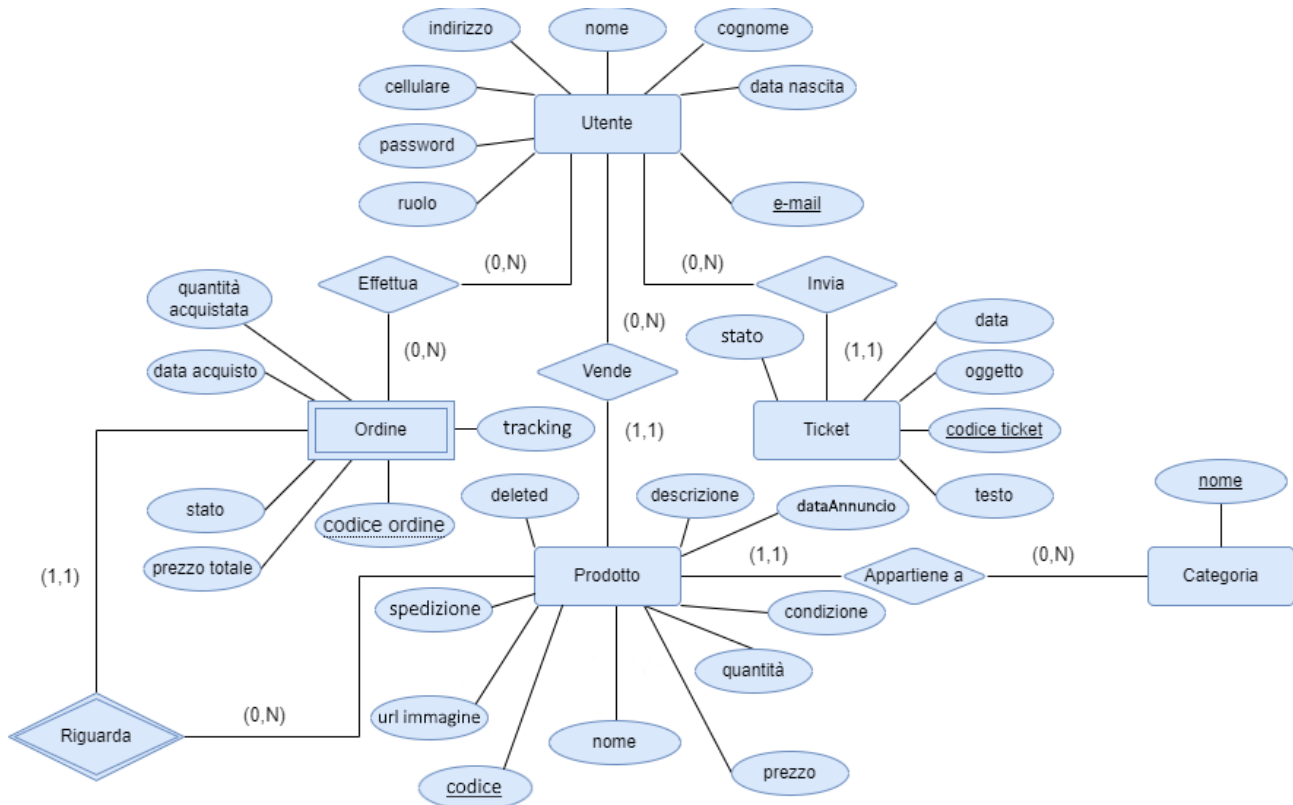 indirizzo
nome
cognome
cellulare
data nascita
Utente
password
ruolo
e-mail
(0,N)
(0,N)
Effettua
Invia
quantità
acquistata
(0,N)
(0,N)
stato
data
(1,1)
data acquisto
Vende
oggetto
Ordine
tracking
(1,1)
Ticket
codice ticket
stato
codice ordine
deleted
descrizione
dataAnnuncio
testo
nome
prezzo totale
(1,1)
Prodotto
(1,1)
Appartiene a
(0,N)
Categoria
spedizione
condizione
quantità
url immagine
(0,N)
Riguarda
nome
prezzo
codice